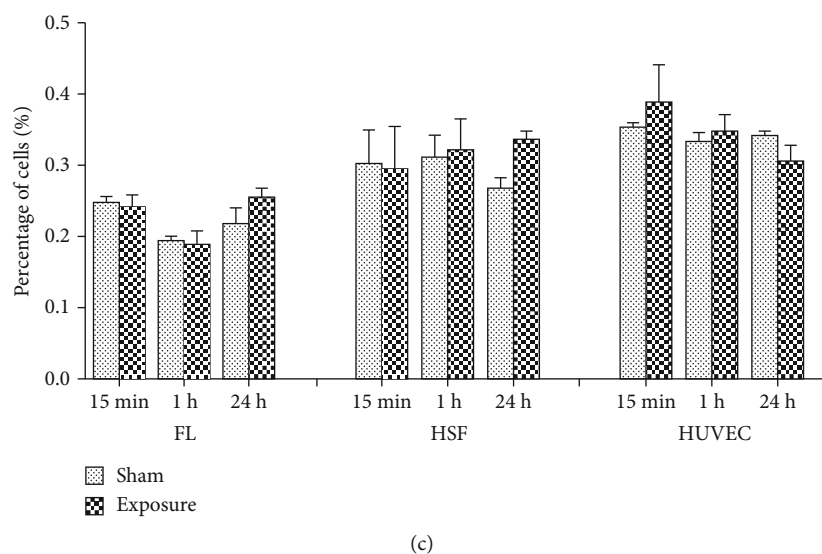 0.5
0.4
0.3
0.2
0.1
0.0
Percentage of cells (%)
15 min 1 h 24 h 15 min 1 h 24 h 15 min 1 h 24 h
FL HSF HUVEC
Sham
Exposure
(c)